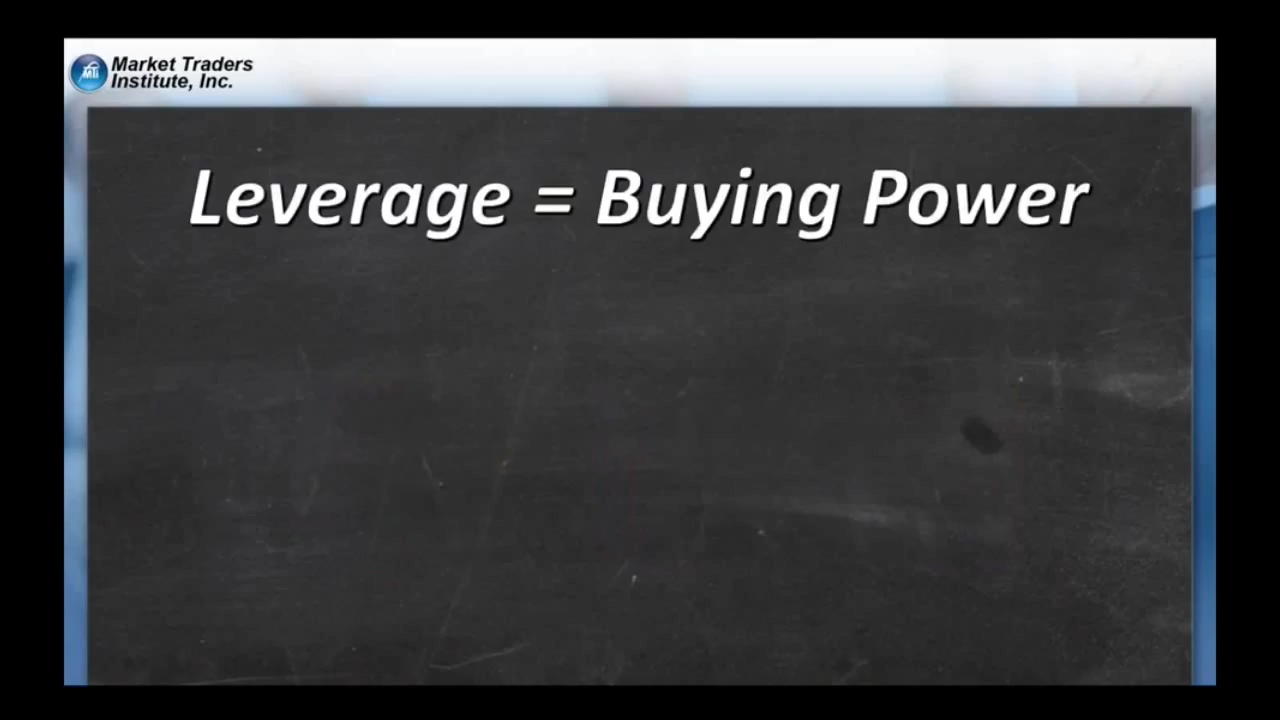 Market Traders
Institute, Inc.
Leverage = Buying Power